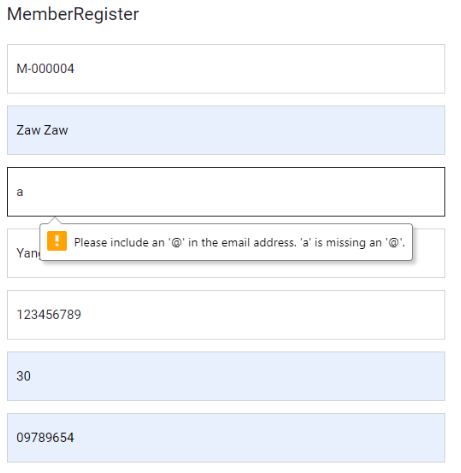 MemberRegister
M-000004
Zaw Zaw
a
! Please include an '@' in the email address. 'a' is missing an '@'.
123456789
30
09789654